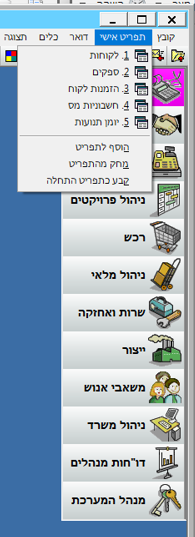 קובץ תפריט אישי דואר כלים תצוגה
1. לקוחות
2. ספקים
3. הזמנות לקוח
4. חשבוניות מס
5. יומן תנועות
הוסף לתפריט
מחק מהתפריט
קבע כתפריט התחלה
ניהול פרויקטים
רכש
ניהול מלאי
שרות ואחזקה
ייצור
משאבי אנוש
ניהול משרד
דו"חות מנהלים
מנהל המערכת